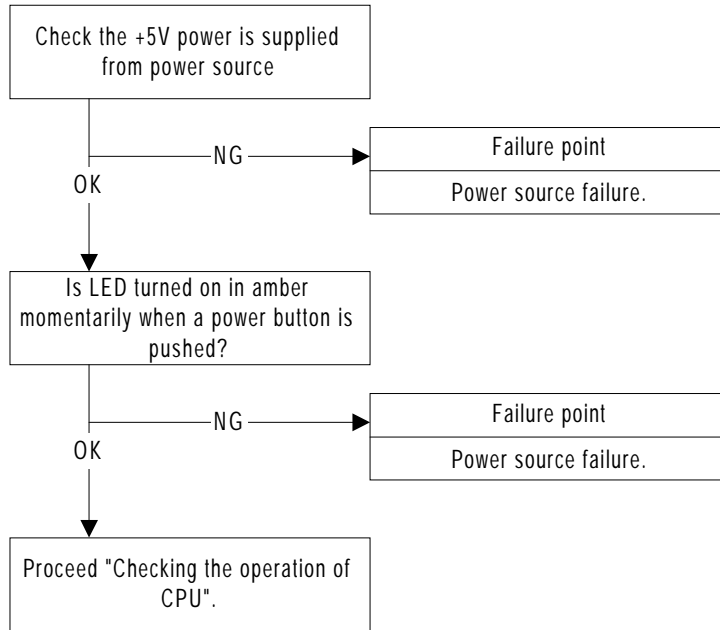 Check the +5V power is supplied
from power source
NG
OK
Failure point
Power source failure.
Is LED turned on in amber
momentarily when a power button is
pushed?
NG
OK
Failure point
Power source failure.
Proceed "Checking the operation of
CPU".